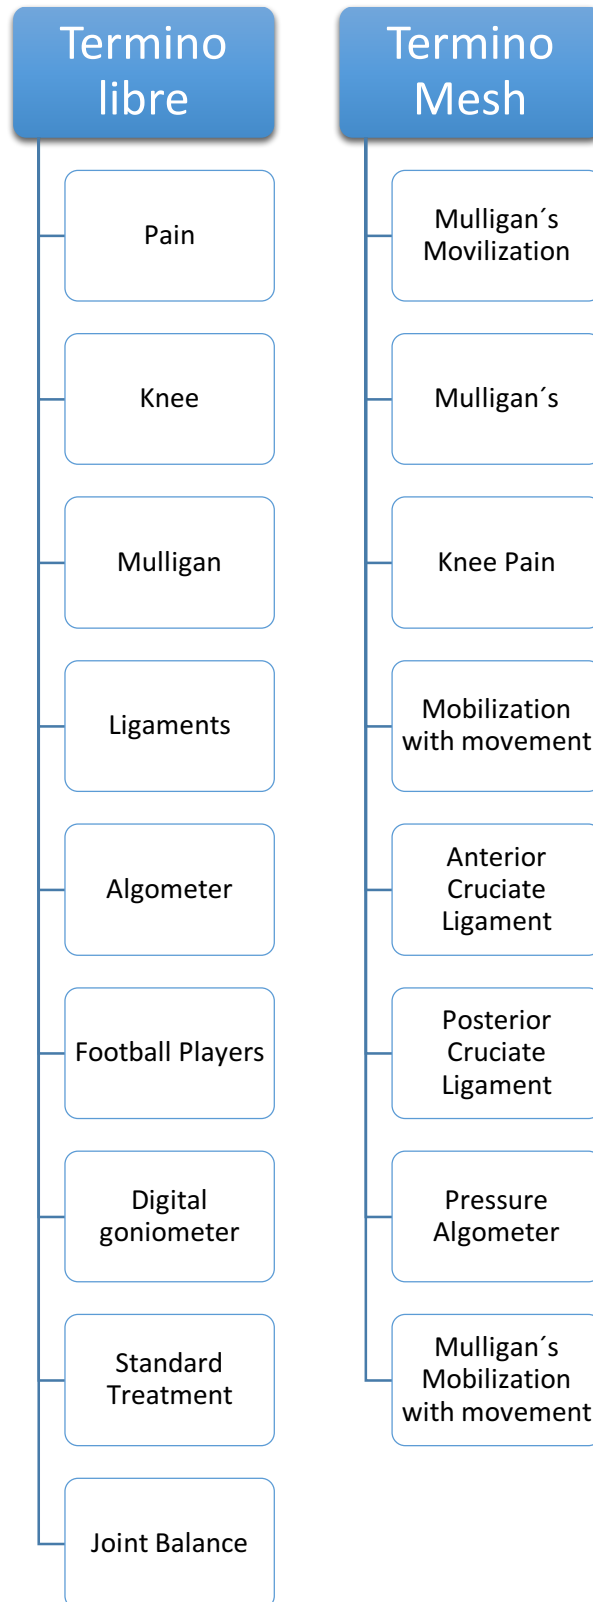 Termino
libre
Pain
Knee
Mulligan
Ligaments
Algometer
Football Players
Digital
goniometer
Standard
Treatment
Joint Balance
Termino
Mesh
Mulligan´s
Movilization
Mulligan´s
Knee Pain
Mobilization
with movement
Anterior
Cruciate
Ligament
Posterior
Cruciate
Ligament
Pressure
Algometer
Mulligan´s
Mobilization
with movement